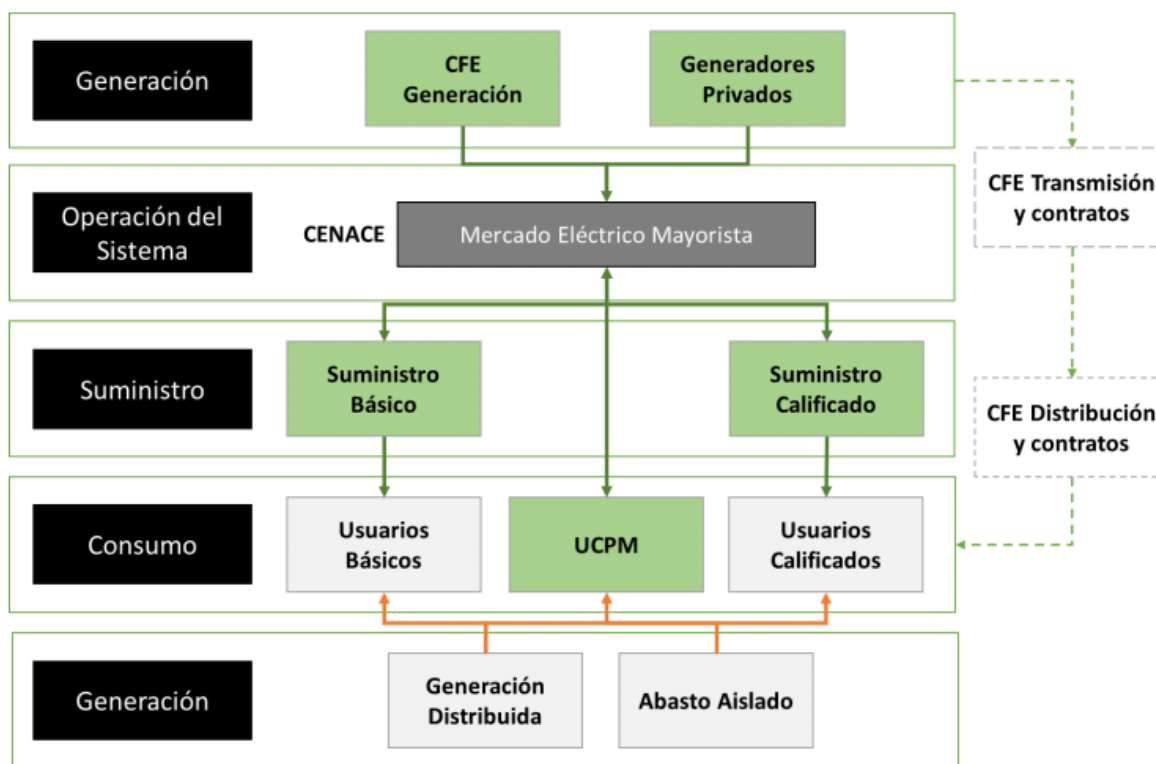 Generación
CFE
Generación
Generadores
Privados
CFE Transmisión
y contratos
Operación del
Sistema
CENACE
Mercado Eléctrico Mayorista
Suministro
Suministro
Básico
Suministro
Calificado
CFE Distribución
y contratos
Consumo
Usuarios
Básicos
UCPM
Usuarios
Calificados
Generación
Generación
Distribuida
Abasto Aislado